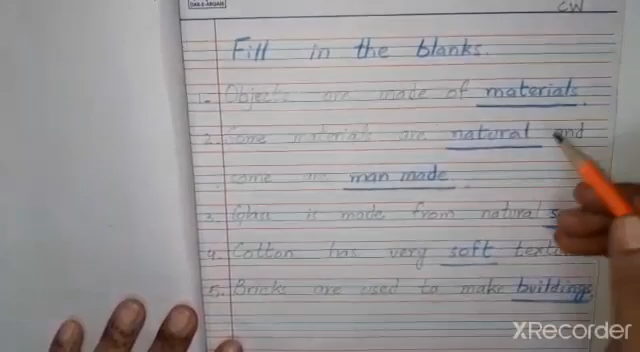 DAR-E-ARQAM
CW
Fill in the blanks.
1. Objects are made of materials.
2. Some materials are natural and
some are man made.
3. Glass is made from natural
4. Cotton has very soft
5. Bricks are used to make buildings.
XRecorder